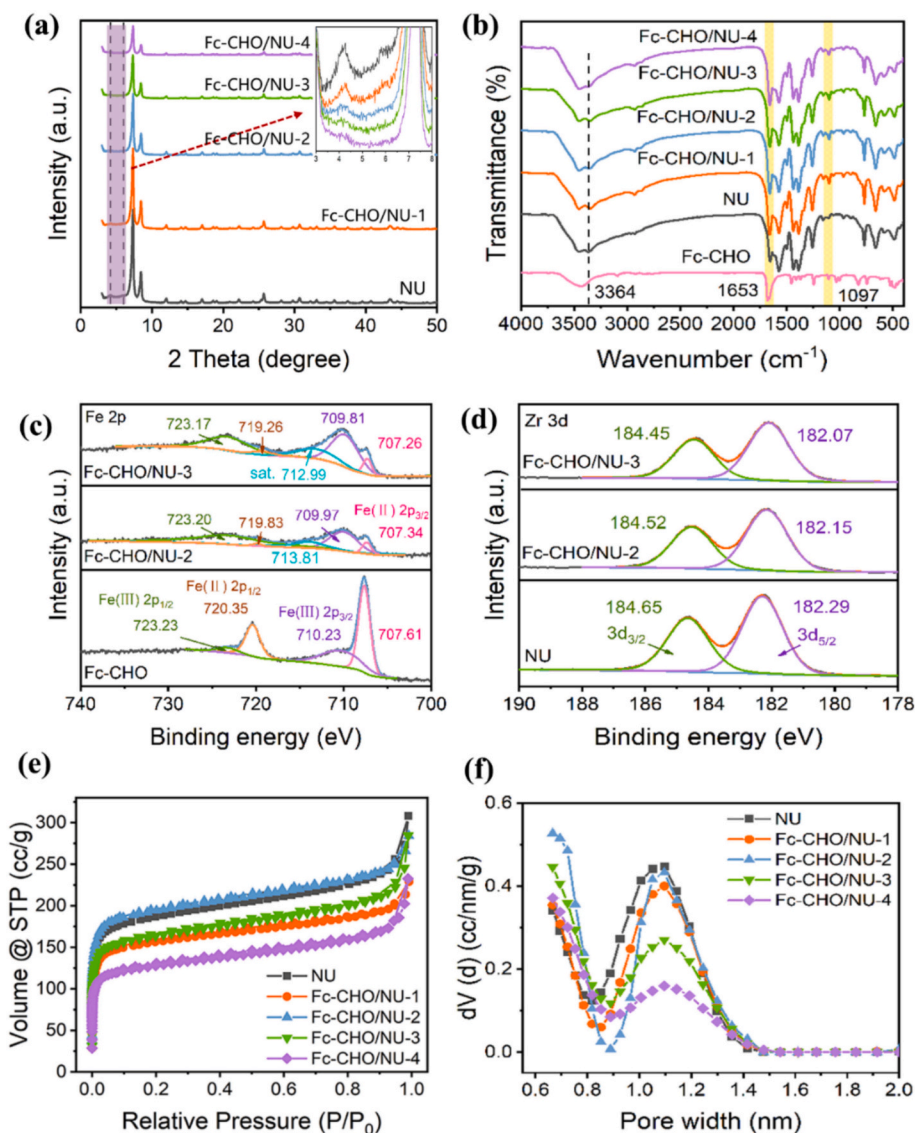 (a)
Fc-CHO/NU-4
Fc-CHO/NU-3
Fc-CHO/NU-2
Fc-CHO/NU-1
NU
3 4 5 6 7 8
Intensity (a.u.)
0 10 20 30 40 50
2 Theta (degree)
(b)
Fc-CHO/NU-4
Fc-CHO/NU-3
Fc-CHO/NU-2
Fc-CHO/NU-1
NU
Fc-CHO
3364 1653 1097
Transmittance (%)
4000 3500 3000 2500 2000 1500 1000 500
Wavenumber (cm⁻¹)
(c)
Fe 2p
723.17 719.26 709.81 707.26
sat. 712.99
Fc-CHO/NU-3
723.20 719.83 709.97 Fe(Ⅱ) 2p₃/₂
707.34
713.81
Fc-CHO/NU-2
Fe(Ⅲ) 2p₁/₂ Fe(Ⅱ) 2p₁/₂ Fe(Ⅲ) 2p₃/₂
723.23 720.35 710.23 707.61
Fc-CHO
Intensity (a.u.)
740 730 720 710 700
Binding energy (eV)
(d)
Zr 3d
184.45 182.07
Fc-CHO/NU-3
184.52 182.15
Fc-CHO/NU-2
184.65 182.29
3d₃/₂ 3d₅/₂
NU
Intensity (a.u.)
190 188 186 184 182 180 178
Binding energy (eV)
(e)
300
250
200
150
100
50
0
Volume @ STP (cc/g)
NU
Fc-CHO/NU-1
Fc-CHO/NU-2
Fc-CHO/NU-3
Fc-CHO/NU-4
0.0 0.2 0.4 0.6 0.8 1.0
Relative Pressure (P/P₀)
(f)
0.6
0.4
0.2
0.0
dV (d) (cc/nm/g)
NU
Fc-CHO/NU-1
Fc-CHO/NU-2
Fc-CHO/NU-3
Fc-CHO/NU-4
0.6 0.8 1.0 1.2 1.4 1.6 1.8 2.0
Pore width (nm)